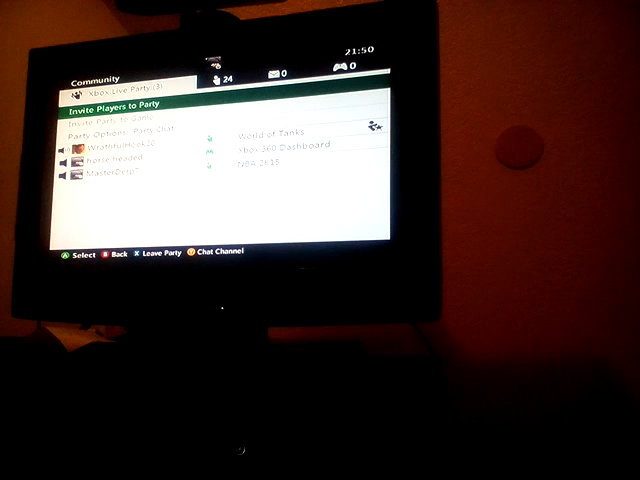 21:50
Community
24 0 0
Xbox Live Party (3)
Invite Players to Party
Invite Party to Game
Party Options: Party Chat
WrathfulHook20 World of Tanks
horse headed Xbox 360 Dashboard
MasterDerp7 NBA 2K15
A Select B Back X Leave Party Y Chat Channel